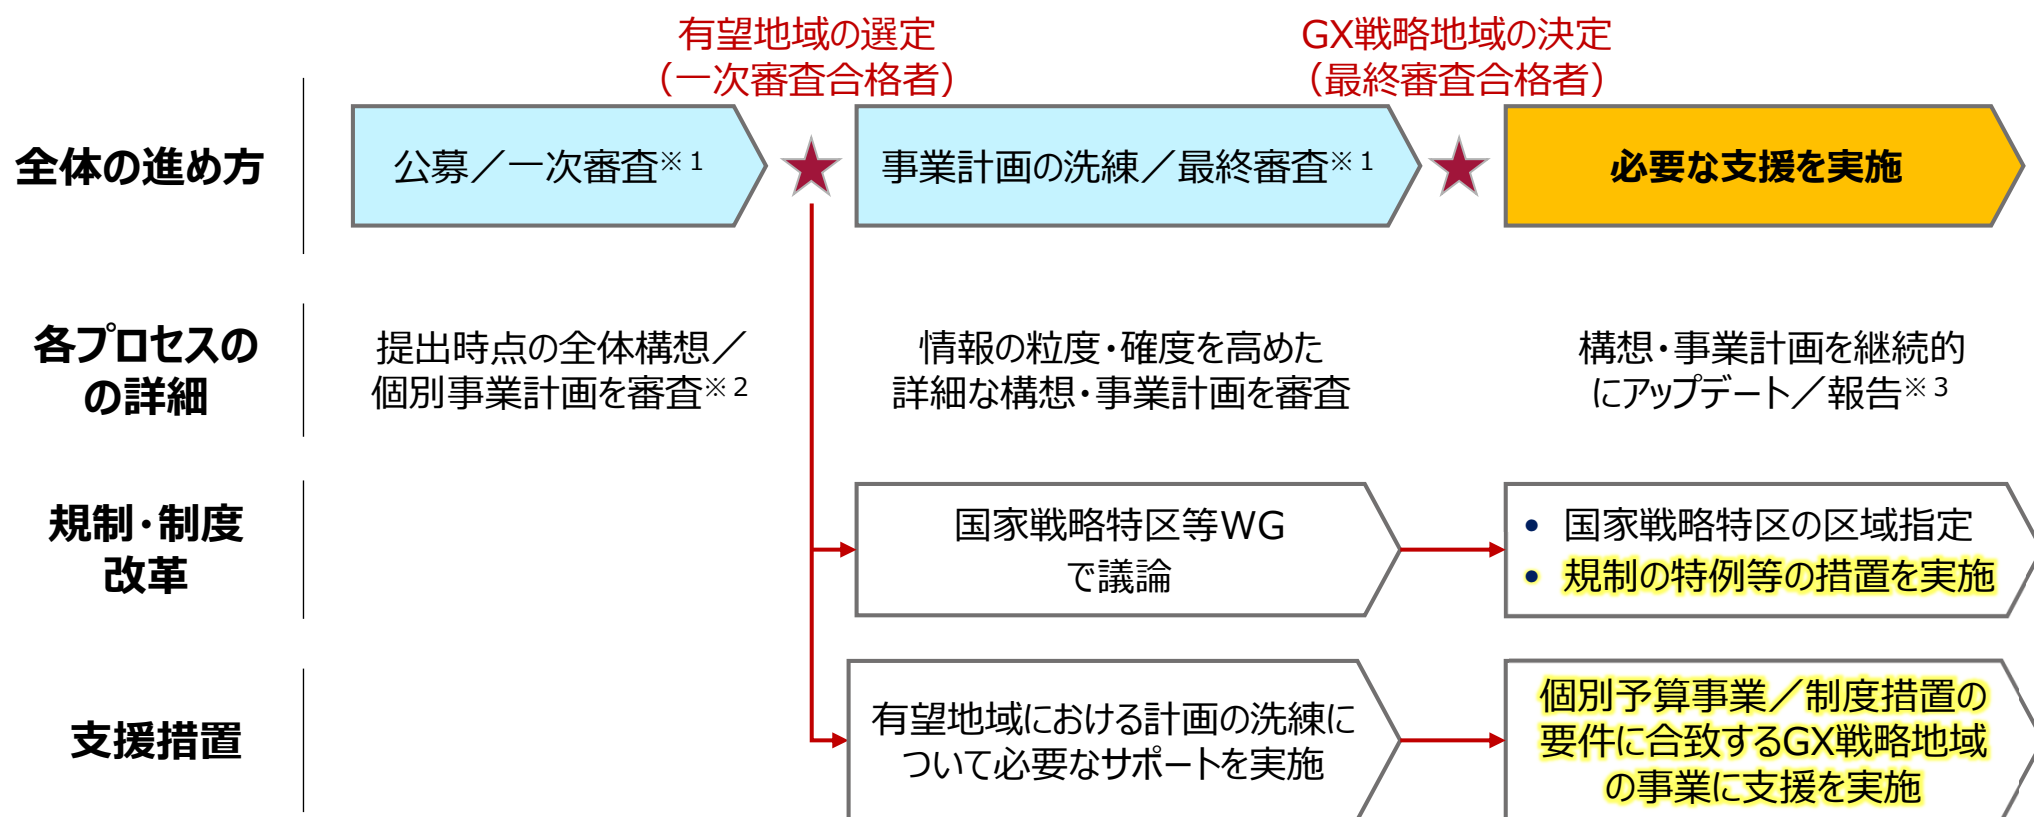 有望地域の選定
（一次審査合格者）
GX戦略地域の決定
（最終審査合格者）
全体の進め方
公募／一次審査※1
事業計画の洗練／最終審査※1
必要な支援を実施
各プロセスの
の詳細
提出時点の全体構想／
個別事業計画を審査※2
情報の粒度・確度を高めた
詳細な構想・事業計画を審査
構想・事業計画を継続的
にアップデート／報告※3
規制・制度
改革
国家戦略特区等WG
で議論
• 国家戦略特区の区域指定
• 規制の特例等の措置を実施
支援措置
有望地域における計画の洗練に
ついて必要なサポートを実施
個別予算事業／制度措置の
要件に合致するGX戦略地域
の事業に支援を実施